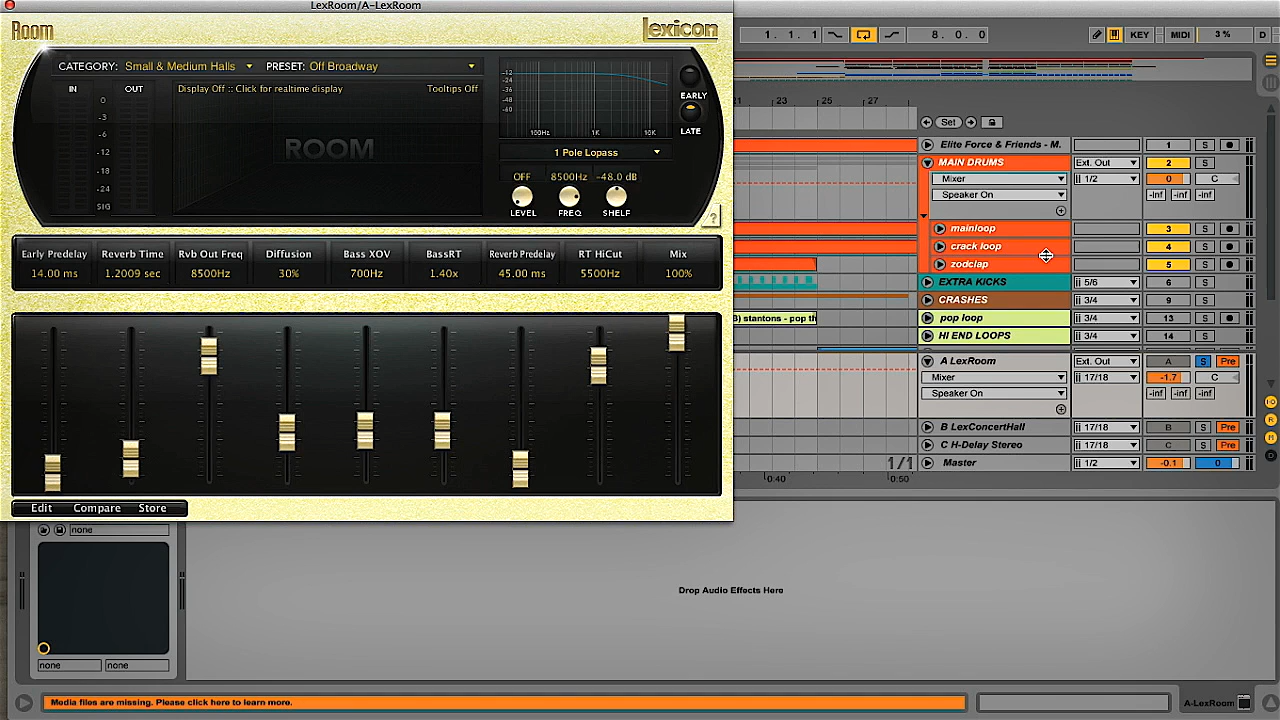 LexRoom/A-LexRoom
Room
lexicon
CATEGORY: Small & Medium Halls
PRESET: Off Broadway
IN OUT
0
-3
-6
-12
-18
-24
SIG
Display Off :: Click for realtime display
Tooltips Off
ROOM
-12
-24
-36
-48
-60
100Hz 1K 10K
EARLY
LATE
1 Pole Lopass
OFF 8500Hz -48.0 dB
LEVEL FREQ SHELF
?
Early Predelay Reverb Time Rvb Out Freq Diffusion Bass XOV BassRT Reverb Predelay RT HiCut Mix
14.00 ms 1.2009 sec 8500Hz 30% 700Hz 1.40x 45.00 ms 5500Hz 100%
Edit Compare Store
1. 1. 1 8. 0. 0 KEY MIDI 3 % D
21 23 25 27
Set
Elite Force & Friends - M. 1 S
MAIN DRUMS Ext. Out 2 S
Mixer 1/2 0 C
Speaker On -inf -inf -inf
mainloop 3 S
crack loop 4 S
zodclap 5 S
EXTRA KICKS 5/6 6 S
CRASHES 3/4 9 S
stantons - pop th
pop loop 3/4 13 S
HI END LOOPS 3/4 14 S
A LexRoom Ext. Out A S Pre
Mixer 17/18 -1.7 C
Speaker On -inf -inf -inf
B LexConcertHall 17/18 B S Pre
C H-Delay Stereo 17/18 C S Pre
1/1
Master 1/2 -0.1 0
0:40 0:50
none
Drop Audio Effects Here
none none
Media files are missing. Please click here to learn more.
A-LexRoom